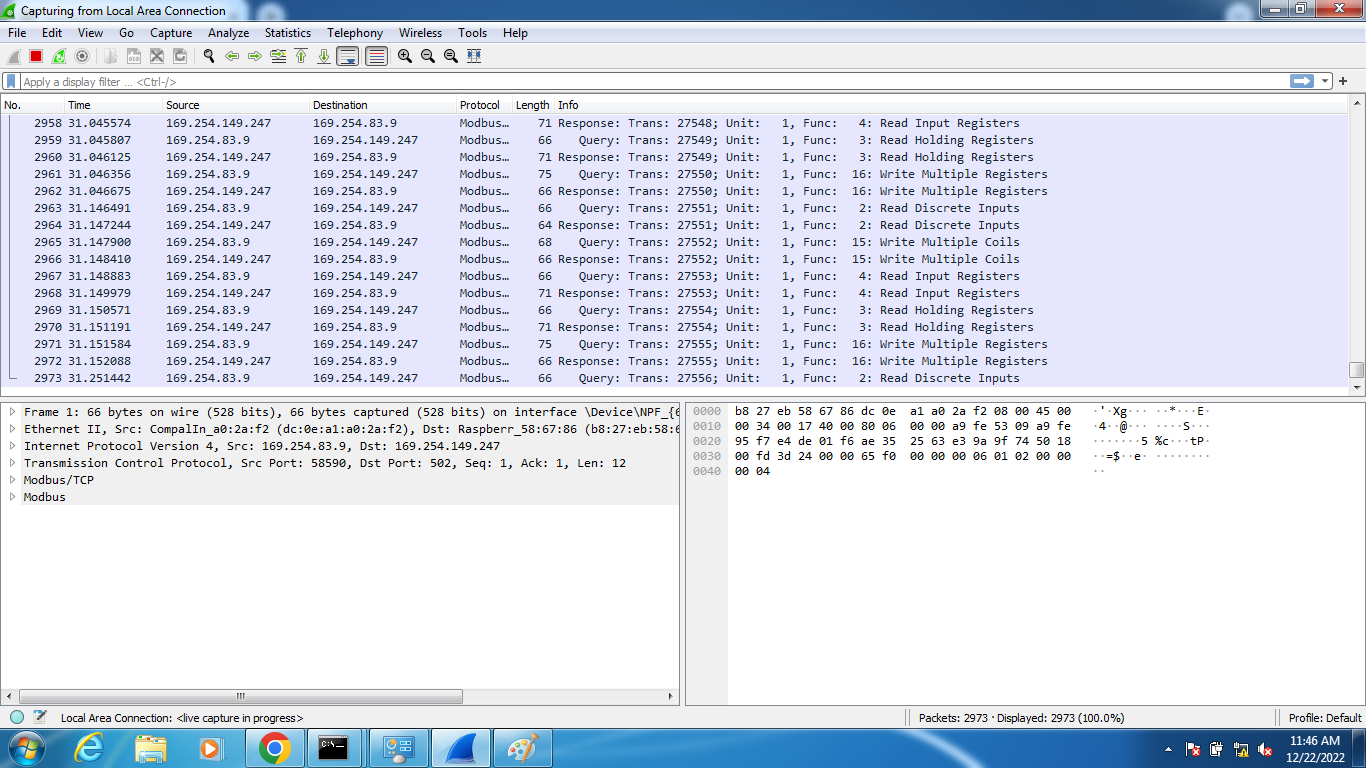 Capturing from Local Area Connection
File Edit View Go Capture Analyze Statistics Telephony Wireless Tools Help
Apply a display filter ... <Ctrl-/>
No. Time Source Destination Protocol Length Info
2958 31.045574 169.254.149.247 169.254.83.9 Modbus… 71 Response: Trans: 27548; Unit: 1, Func: 4: Read Input Registers
2959 31.045807 169.254.83.9 169.254.149.247 Modbus… 66 Query: Trans: 27549; Unit: 1, Func: 3: Read Holding Registers
2960 31.046125 169.254.149.247 169.254.83.9 Modbus… 71 Response: Trans: 27549; Unit: 1, Func: 3: Read Holding Registers
2961 31.046356 169.254.83.9 169.254.149.247 Modbus… 75 Query: Trans: 27550; Unit: 1, Func: 16: Write Multiple Registers
2962 31.046675 169.254.149.247 169.254.83.9 Modbus… 66 Response: Trans: 27550; Unit: 1, Func: 16: Write Multiple Registers
2963 31.146491 169.254.83.9 169.254.149.247 Modbus… 66 Query: Trans: 27551; Unit: 1, Func: 2: Read Discrete Inputs
2964 31.147244 169.254.149.247 169.254.83.9 Modbus… 64 Response: Trans: 27551; Unit: 1, Func: 2: Read Discrete Inputs
2965 31.147900 169.254.83.9 169.254.149.247 Modbus… 68 Query: Trans: 27552; Unit: 1, Func: 15: Write Multiple Coils
2966 31.148410 169.254.149.247 169.254.83.9 Modbus… 66 Response: Trans: 27552; Unit: 1, Func: 15: Write Multiple Coils
2967 31.148883 169.254.83.9 169.254.149.247 Modbus… 66 Query: Trans: 27553; Unit: 1, Func: 4: Read Input Registers
2968 31.149979 169.254.149.247 169.254.83.9 Modbus… 71 Response: Trans: 27553; Unit: 1, Func: 4: Read Input Registers
2969 31.150571 169.254.83.9 169.254.149.247 Modbus… 66 Query: Trans: 27554; Unit: 1, Func: 3: Read Holding Registers
2970 31.151191 169.254.149.247 169.254.83.9 Modbus… 71 Response: Trans: 27554; Unit: 1, Func: 3: Read Holding Registers
2971 31.151584 169.254.83.9 169.254.149.247 Modbus… 75 Query: Trans: 27555; Unit: 1, Func: 16: Write Multiple Registers
2972 31.152088 169.254.149.247 169.254.83.9 Modbus… 66 Response: Trans: 27555; Unit: 1, Func: 16: Write Multiple Registers
2973 31.251442 169.254.83.9 169.254.149.247 Modbus… 66 Query: Trans: 27556; Unit: 1, Func: 2: Read Discrete Inputs
Frame 1: 66 bytes on wire (528 bits), 66 bytes captured (528 bits) on interface \Device\NPF_{6
Ethernet II, Src: CompalIn_a0:2a:f2 (dc:0e:a1:a0:2a:f2), Dst: Raspberr_58:67:86 (b8:27:eb:58:6
Internet Protocol Version 4, Src: 169.254.83.9, Dst: 169.254.149.247
Transmission Control Protocol, Src Port: 58590, Dst Port: 502, Seq: 1, Ack: 1, Len: 12
Modbus/TCP
Modbus
0000 b8 27 eb 58 67 86 dc 0e a1 a0 2a f2 08 00 45 00 ·'·Xg··· ··*···E·
0010 00 34 00 17 40 00 80 06 00 00 a9 fe 53 09 a9 fe ·4··@··· ····S···
0020 95 f7 e4 de 01 f6 ae 35 25 63 e3 9a 9f 74 50 18 ·······5 %c···tP·
0030 00 fd 3d 24 00 00 65 f0 00 00 00 06 01 02 00 00 ··=$··e· ········
0040 00 04 ··
Local Area Connection: <live capture in progress>
Packets: 2973 · Displayed: 2973 (100.0%)
Profile: Default
C:\_
11:46 AM
12/22/2022